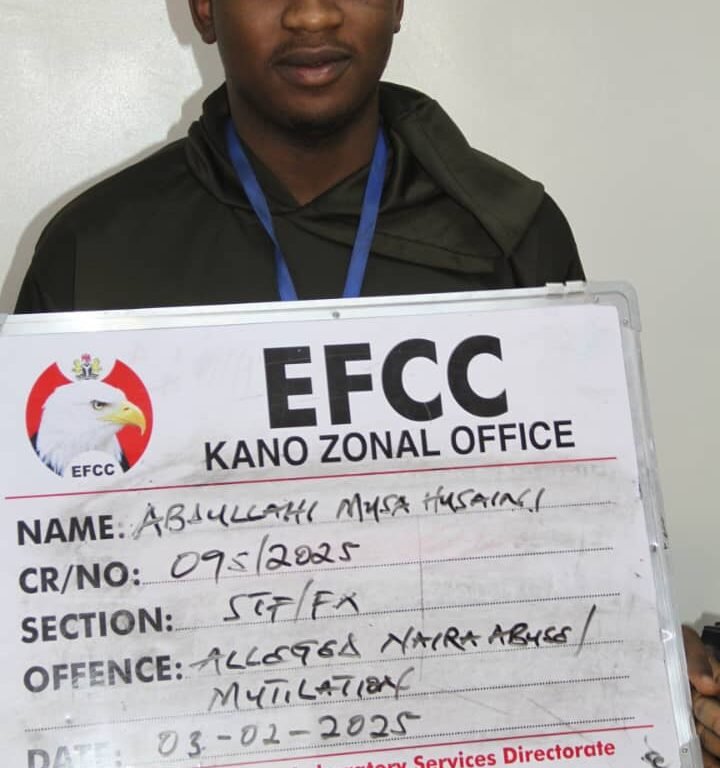 EFCC
KANO ZONAL OFFICE
EFCC
NAME: ABDULLAHI MUSA HUSAINI
CR/NO: 095/2025
SECTION: STF/FX
OFFENCE: ALLEGED NAIRA ABUSE/
MUTILATION
DATE: 03-02-2025
Services Directorate